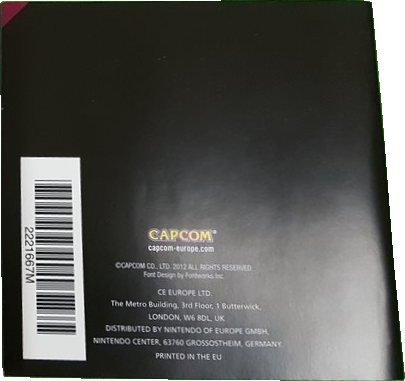 2221667M
CAPCOM®
capcom-europe.com
©CAPCOM CO., LTD. 2012 ALL RIGHTS RESERVED.
Font Design by Fontworks Inc.
CE EUROPE LTD.
The Metro Building, 3rd Floor, 1 Butterwick,
LONDON, W6 8DL, UK
DISTRIBUTED BY NINTENDO OF EUROPE GMBH,
NINTENDO CENTER, 63760 GROSSOSTHEIM, GERMANY.
PRINTED IN THE EU